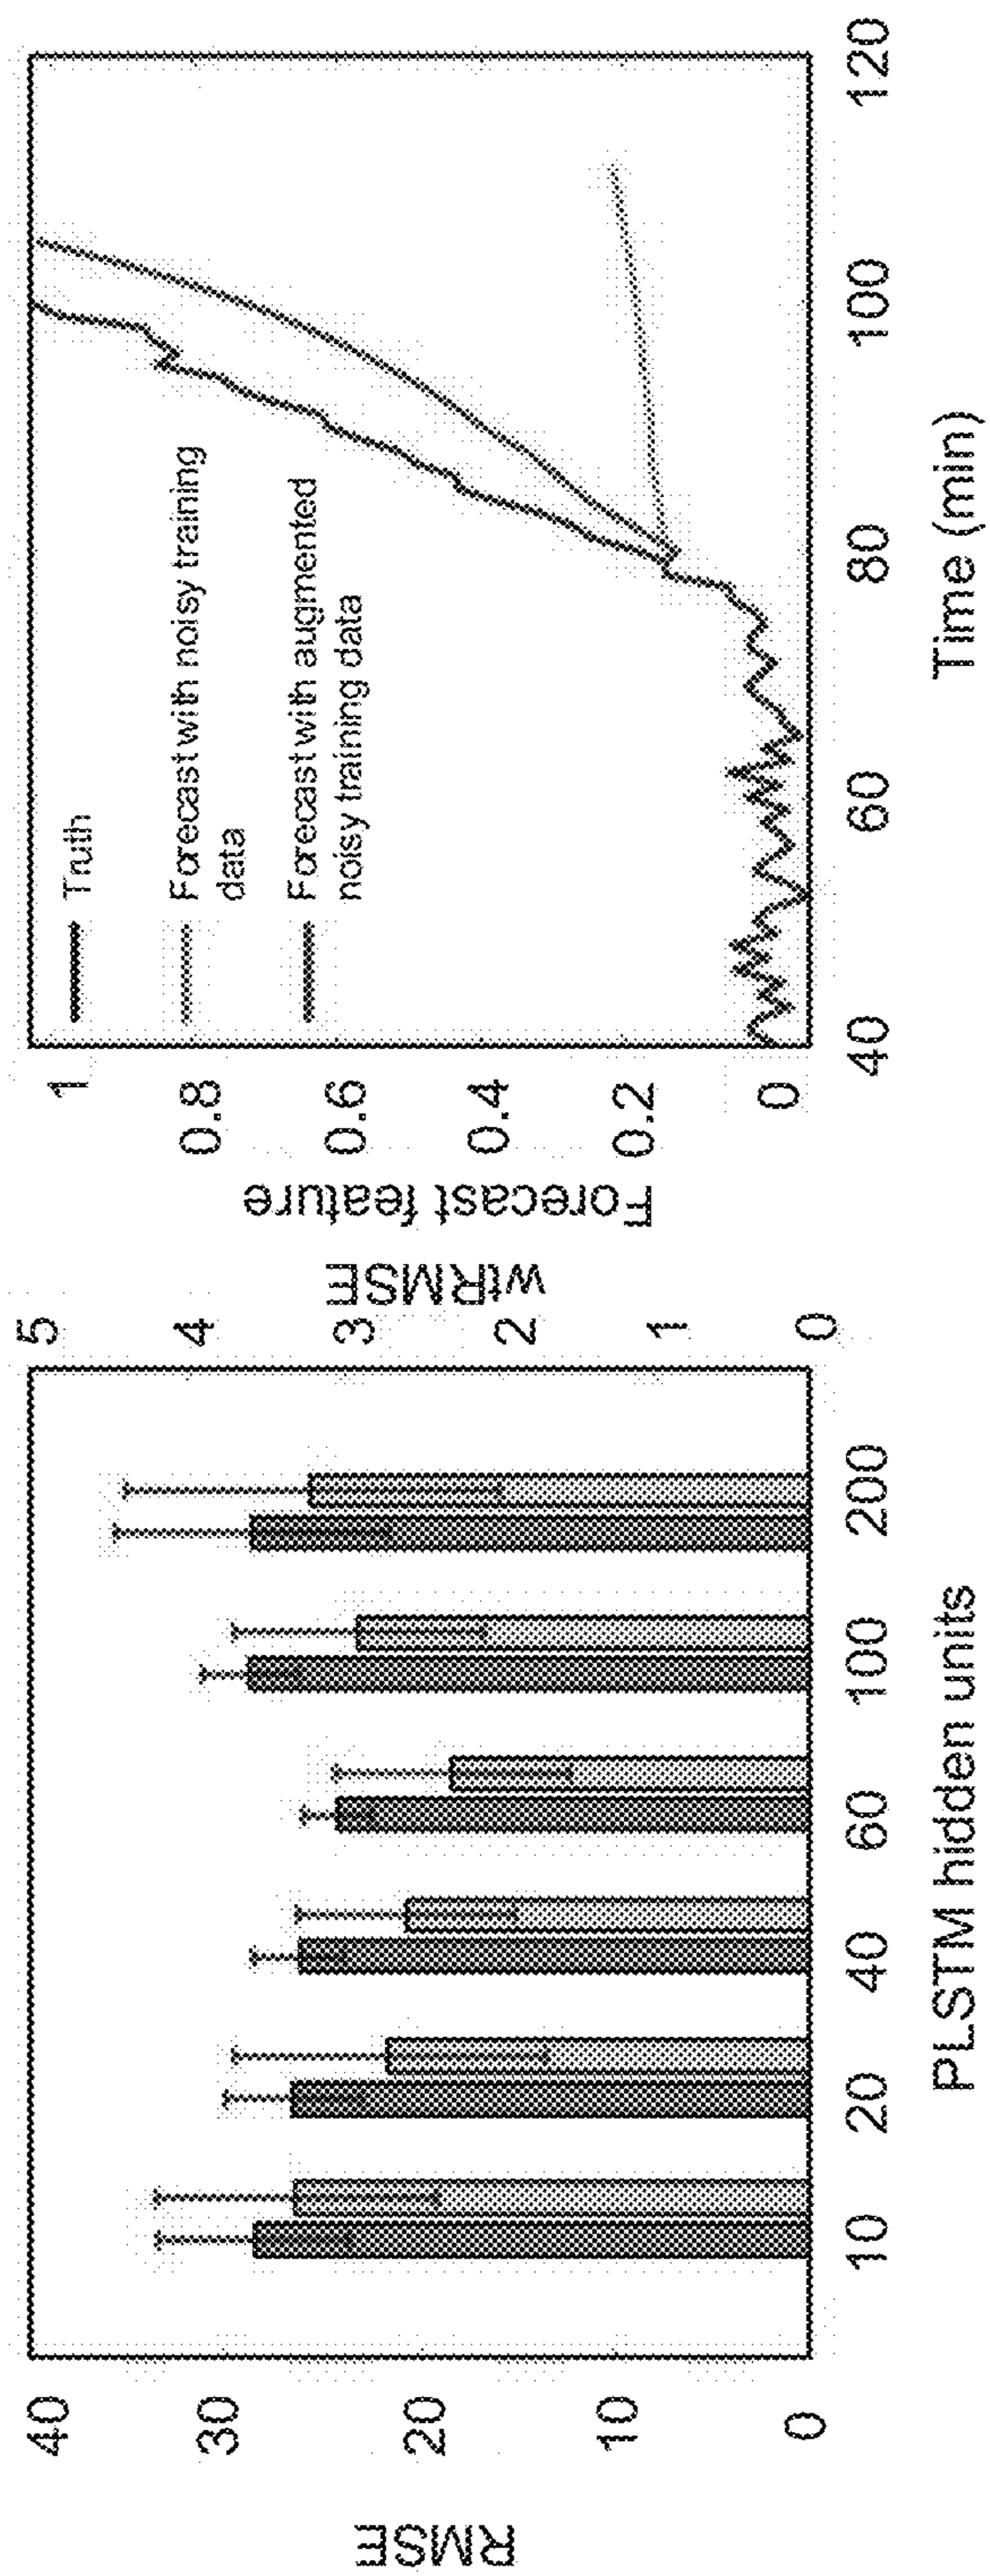 RMSE
40
30
20
10
0
10
20
40
60
100
200
PLSTM hidden units
5
4
3
2
1
0
wtRMSE
Forecast feature
1
0.8
0.6
0.4
0.2
0
Truth
Forecast with noisy training
data
Forecast with augmented
noisy training data
40
60
80
100
120
Time (min)